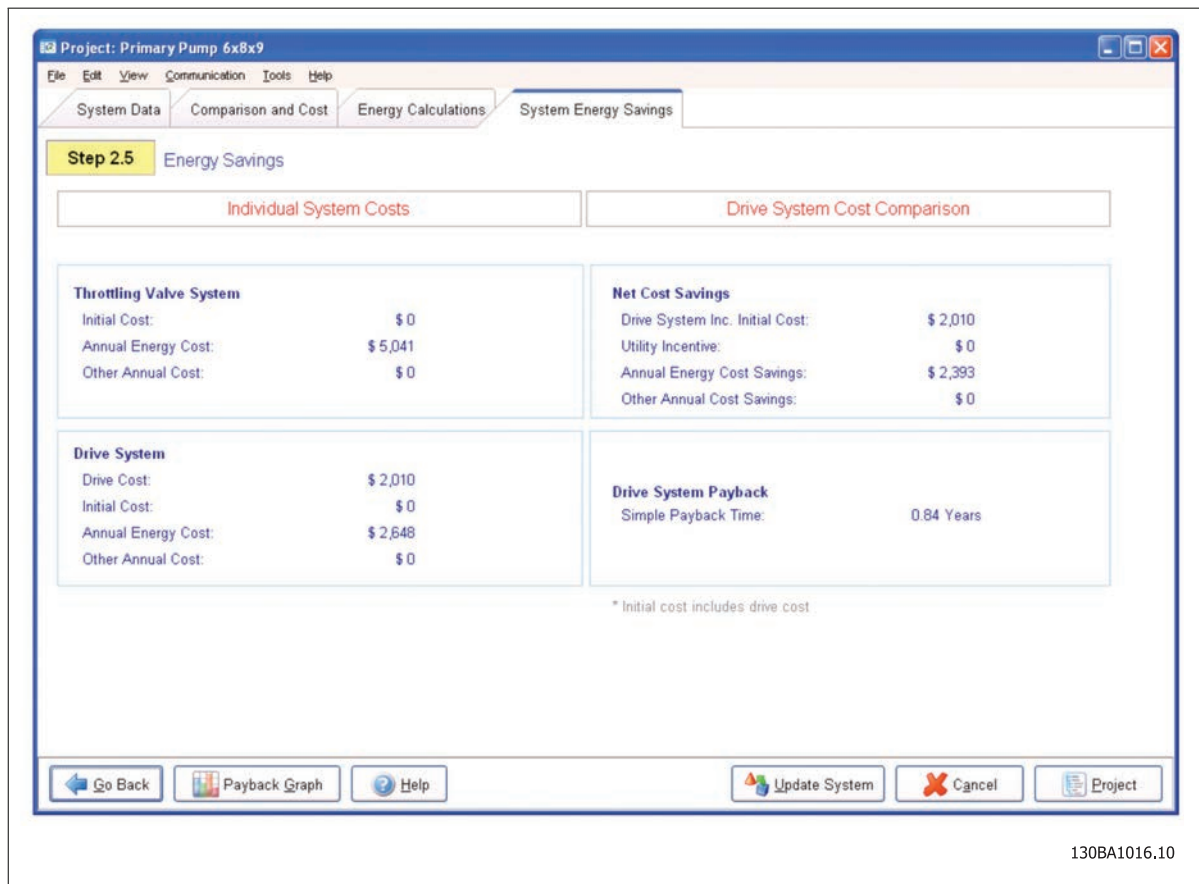 Project: Primary Pump 6x8x9
File Edit View Communication Tools Help
System Data Comparison and Cost Energy Calculations System Energy Savings
Step 2.5 Energy Savings
Individual System Costs
Drive System Cost Comparison
Throttling Valve System
Initial Cost: $ 0
Annual Energy Cost: $ 5,041
Other Annual Cost: $ 0
Net Cost Savings
Drive System Inc. Initial Cost: $ 2,010
Utility Incentive: $ 0
Annual Energy Cost Savings: $ 2,393
Other Annual Cost Savings: $ 0
Drive System
Drive Cost: $ 2,010
Initial Cost: $ 0
Annual Energy Cost: $ 2,648
Other Annual Cost: $ 0
Drive System Payback
Simple Payback Time: 0.84 Years
* Initial cost includes drive cost
Go Back Payback Graph Help Update System Cancel Project
130BA1016.10